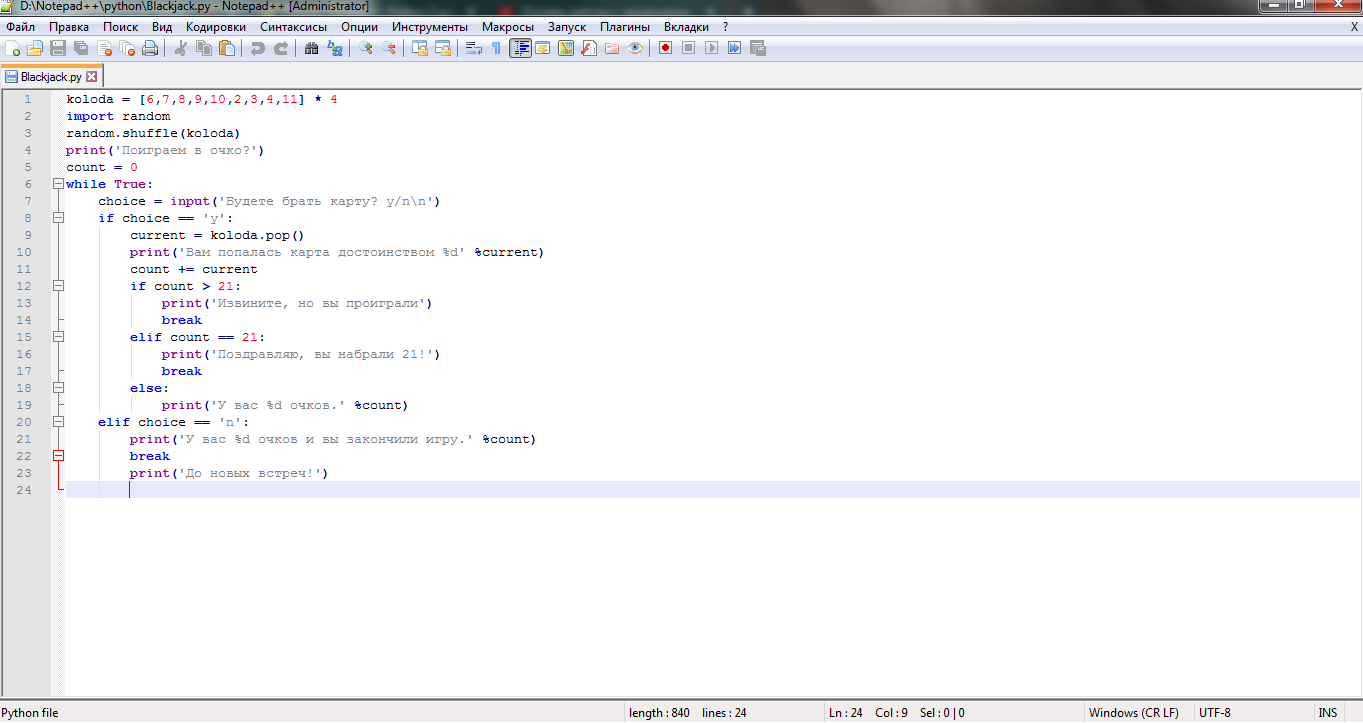 D:\Notepad++\python\Blackjack.py - Notepad++ [Administrator]
Файл Правка Поиск Вид Кодировки Синтаксисы Опции Инструменты Макросы Запуск Плагины Вкладки ? X
Blackjack.py
1 koloda = [6,7,8,9,10,2,3,4,11] * 4
2 import random
3 random.shuffle(koloda)
4 print('Поиграем в очко?')
5 count = 0
6 while True:
7     choice = input('Будете брать карту? y/n\n')
8     if choice == 'y':
9         current = koloda.pop()
10         print('Вам попалась карта достоинством %d' %current)
11         count += current
12         if count > 21:
13             print('Извините, но вы проиграли')
14             break
15         elif count == 21:
16             print('Поздравляю, вы набрали 21!')
17             break
18         else:
19             print('У вас %d очков.' %count)
20     elif choice == 'n':
21         print('У вас %d очков и вы закончили игру.' %count)
22         break
23         print('До новых встреч!')
24
Python file length : 840 lines : 24 Ln : 24 Col : 9 Sel : 0 | 0 Windows (CR LF) UTF-8 INS